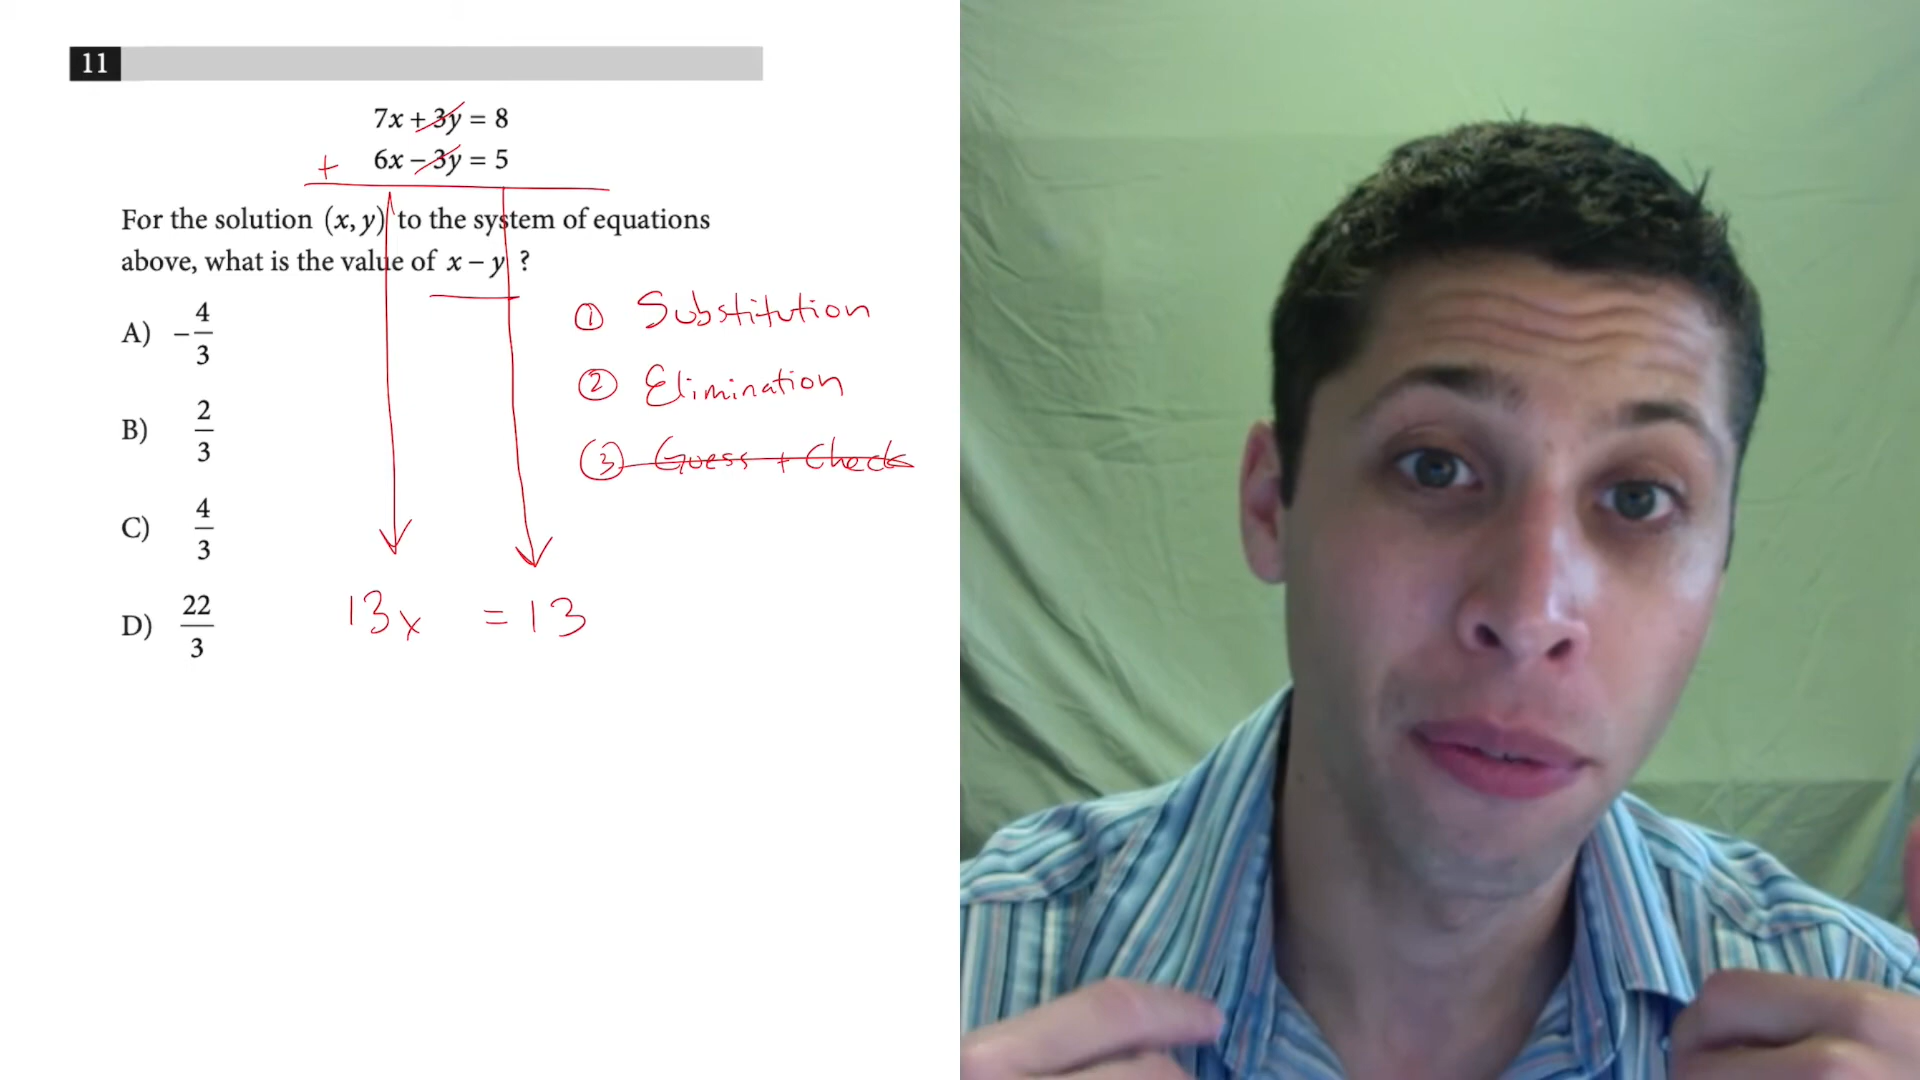 11
7x + 3y = 8
+ 6x − 3y = 5
For the solution (x, y) to the system of equations
above, what is the value of x − y ?
A) −4/3
B) 2/3
C) 4/3
D) 22/3
① Substitution
② Elimination
③ Guess + Check
13x = 13